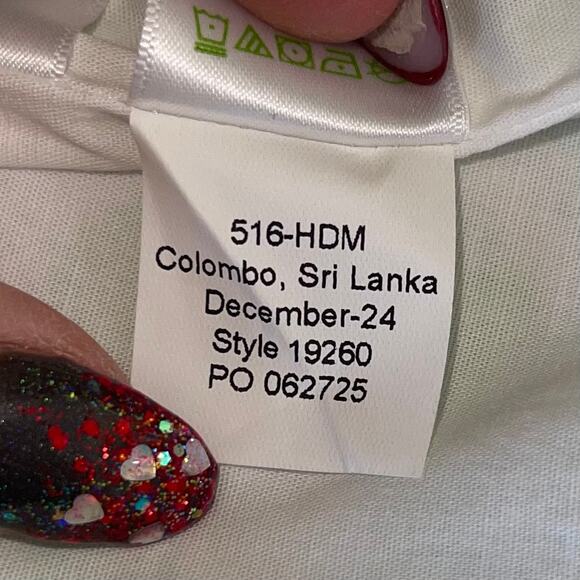 516-HDM
Colombo, Sri Lanka
December-24
Style 19260
PO 062725